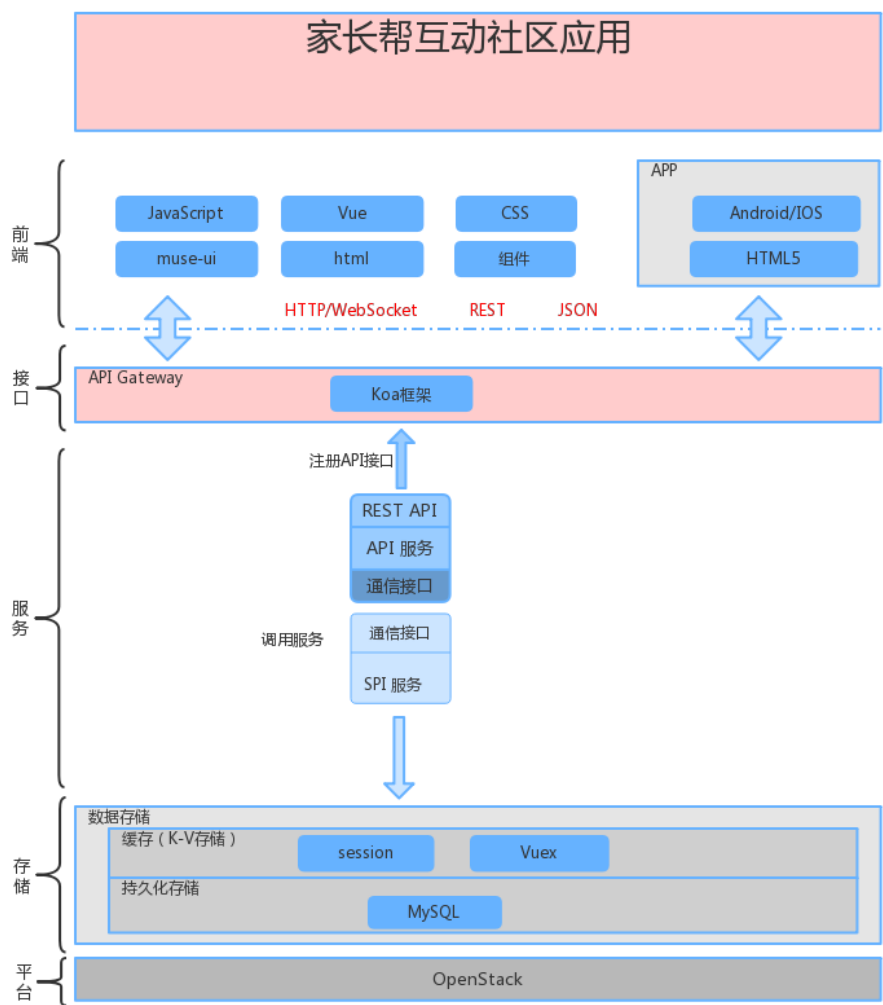 家长帮互动社区应用
前端
APP
JavaScript
Vue
CSS
Android/IOS
muse-ui
html
组件
HTML5
HTTP/WebSocket
REST
JSON
接口
API Gateway
Koa框架
注册API接口
服务
REST API
API 服务
通信接口
调用服务
通信接口
SPI 服务
存储
数据存储
缓存（K-V存储）
session
Vuex
持久化存储
MySQL
平台
OpenStack